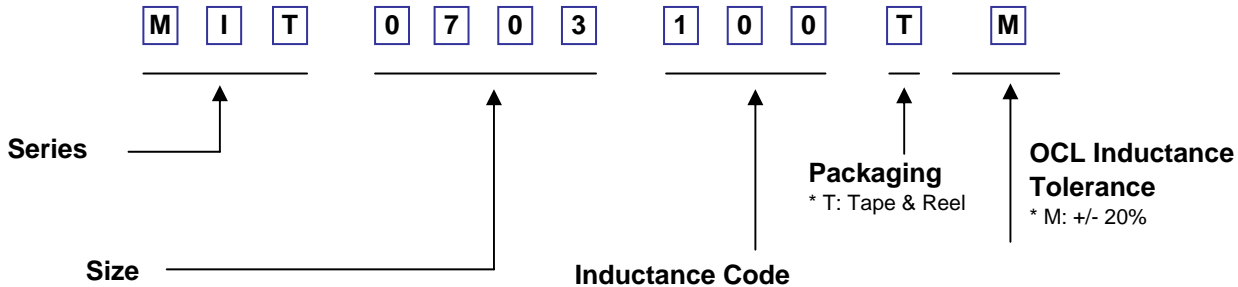 M I T 0 7 0 3 1 0 0 T M
Series
Packaging
* T: Tape & Reel
OCL Inductance
Tolerance
* M: +/- 20%
Size
Inductance Code